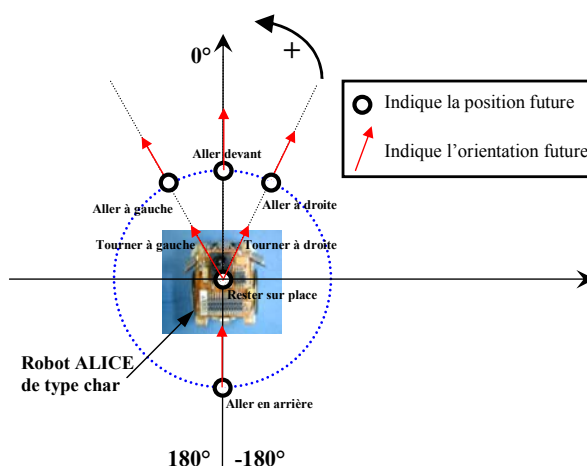 0°
+
Indique la position future
Indique l'orientation future
Aller devant
Aller à gauche
Aller à droite
Tourner à gauche
Tourner à droite
Rester sur place
Robot ALICE
de type char
Aller en arrière
180°
-180°